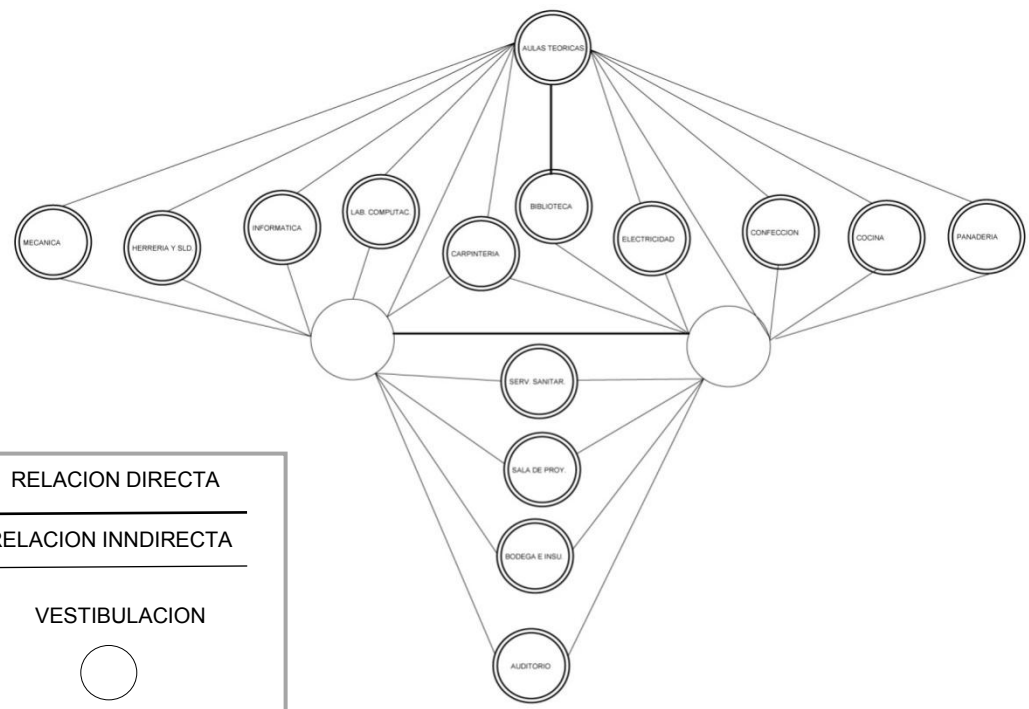 AULAS TEORICAS
MECANICA
HERRERIA Y SLD.
INFORMATICA
LAB. COMPUTAC.
CARPINTERIA
BIBLIOTECA
ELECTRICIDAD
CONFECCION
COCINA
PANADERIA
SERV. SANITAR.
SALA DE PROY.
BODEGA E INSU.
AUDITORIO
RELACION DIRECTA
RELACION INNDIRECTA
VESTIBULACION